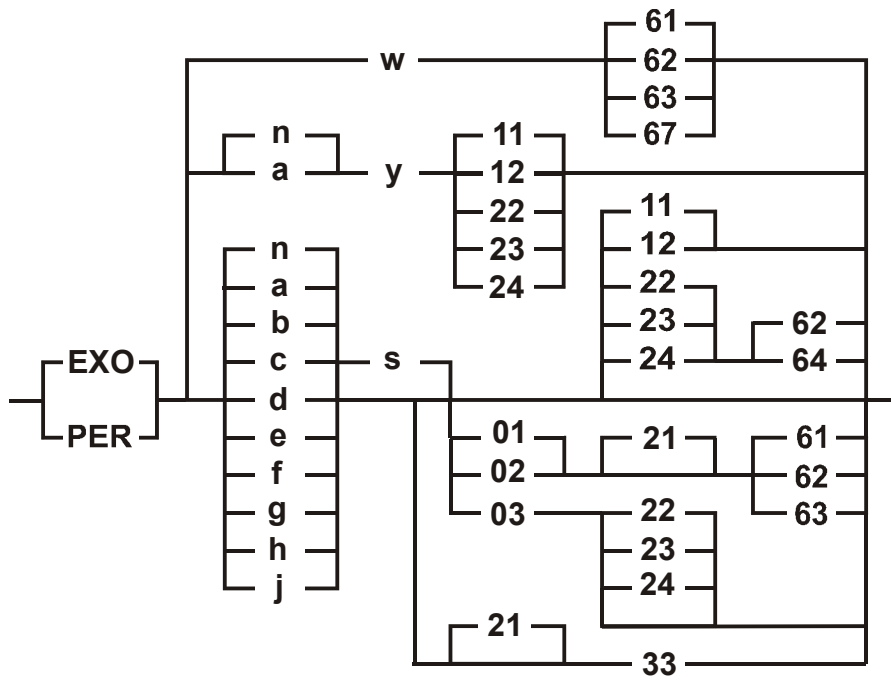 61
w 62
63
n 11 67
a y 12
22 11
n 23 12
a 24 22
b 23 62
EXO c s 24 64
d
PER e 01 21 61
f 02 62
g 03 22 63
h 23
j 24
21
33